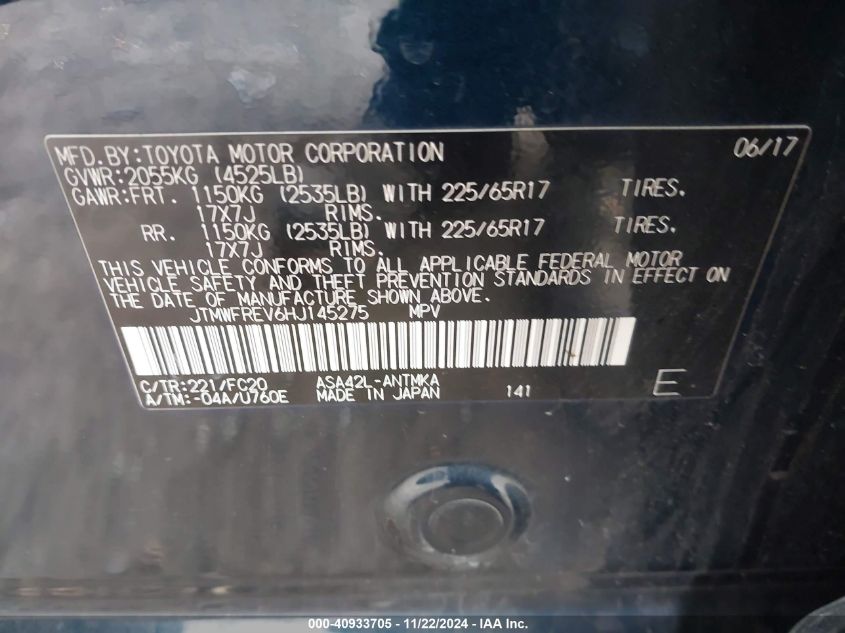 MFD.BY:TOYOTA MOTOR CORPORATION 06/17
GVWR:2055KG (4525LB)
GAWR:FRT. 1150KG (2535LB) WITH 225/65R17 TIRES.
17X7J RIMS.
RR. 1150KG (2535LB) WITH 225/65R17 TIRES.
17X7J RIMS.
THIS VEHICLE CONFORMS TO ALL APPLICABLE FEDERAL MOTOR
VEHICLE SAFETY AND THEFT PREVENTION STANDARDS IN EFFECT ON
THE DATE OF MANUFACTURE SHOWN ABOVE.
JTMWFREV6HJ145275 MPV
C/TR:221/FC20 ASA42L-ANTMKA
A/TM:-04A/U760E MADE IN JAPAN 141 E
000-40933705 - 11/22/2024 - IAA Inc.